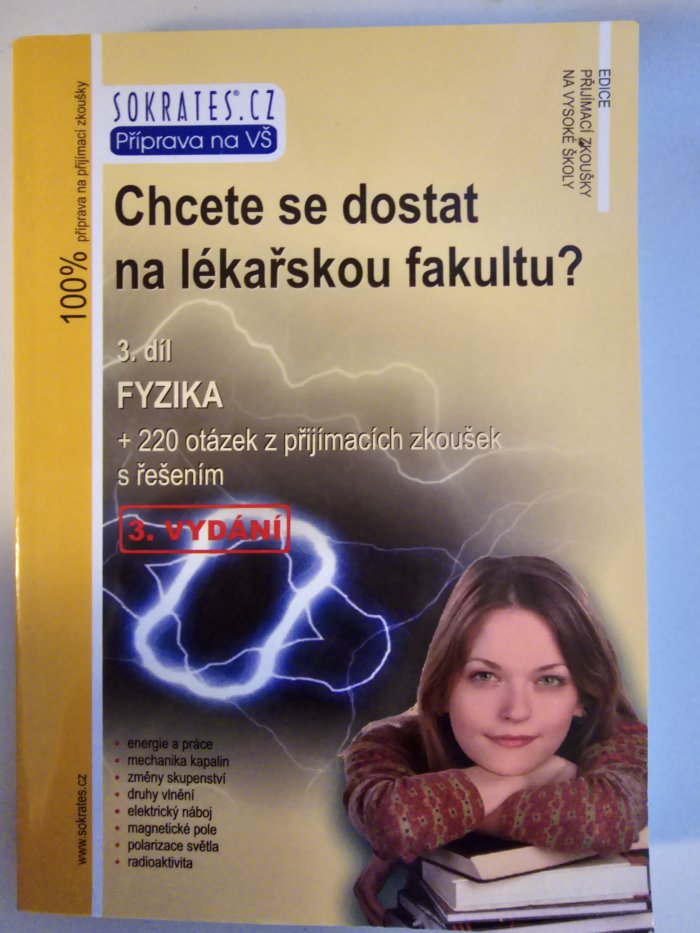 100% příprava na přijímací zkoušky
www.sokrates.cz
SOKRATES®.CZ
Příprava na VŠ
EDICE
PŘIJÍMACÍ ZKOUŠKY
NA VYSOKÉ ŠKOLY
Chcete se dostat
na lékařskou fakultu?
3. díl
FYZIKA
+ 220 otázek z přijímacích zkoušek
s řešením
3. VYDÁNÍ
• energie a práce
• mechanika kapalin
• změny skupenství
• druhy vlnění
• elektrický náboj
• magnetické pole
• polarizace světla
• radioaktivita